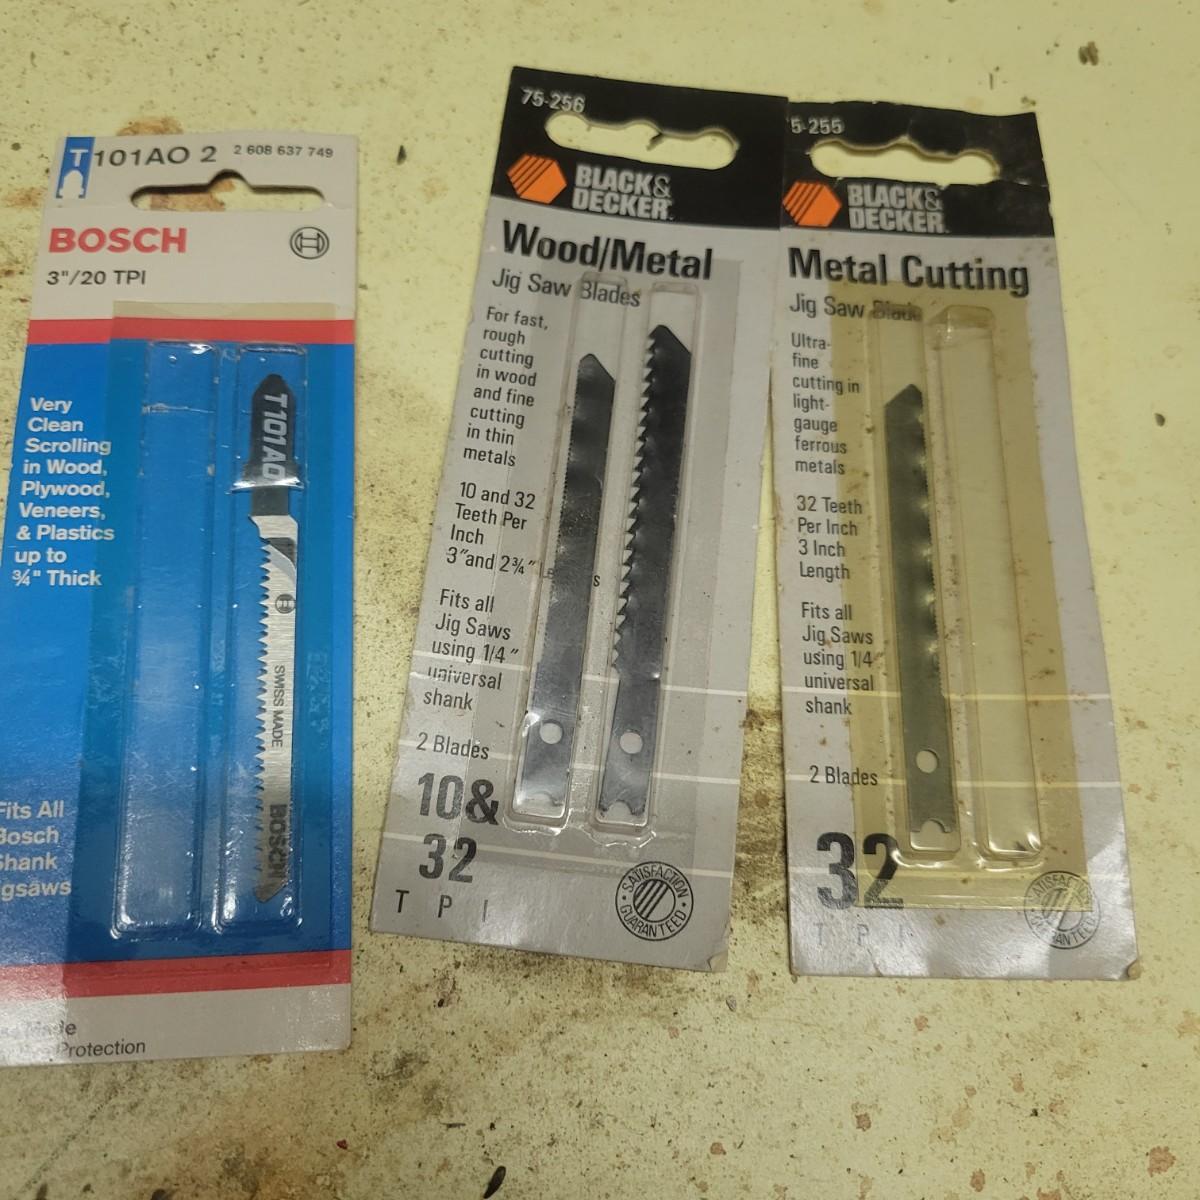 T101AO 2 2 608 637 749
BOSCH
3"/20 TPI
Very
Clean
Scrolling
in Wood,
Plywood,
Veneers,
& Plastics
up to
¾" Thick
Fits All
Bosch
Shank
Jigsaws
Made
Protection
T101AO
SWISS MADE
BOSCH
75-256
BLACK&
DECKER
Wood/Metal
Jig Saw Blades
For fast,
rough
cutting
in wood
and fine
cutting
in thin
metals
10 and 32
Teeth Per
Inch
3" and 2¾"
Fits all
Jig Saws
using 1/4"
universal
shank
2 Blades
10&
32
TPI
SATISFACTION
GUARANTEED
5-255
BLACK&
DECKER
Metal Cutting
Jig Saw Blade
Ultra-
fine
cutting in
light-
gauge
ferrous
metals
32 Teeth
Per Inch
3 Inch
Length
Fits all
Jig Saws
using 1/4"
universal
shank
2 Blades
32
TPI
SATISFACTION
GUARANTEED